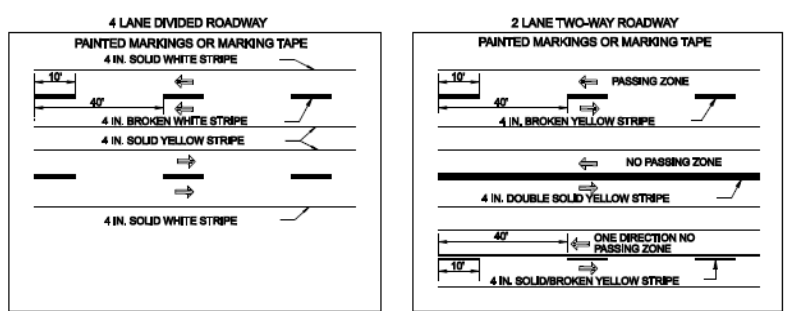 4 LANE DIVIDED ROADWAY
PAINTED MARKINGS OR MARKING TAPE
4 IN. SOLID WHITE STRIPE
10'
40'
4 IN. BROKEN WHITE STRIPE
4 IN. SOLID YELLOW STRIPE
4 IN. SOLID WHITE STRIPE
2 LANE TWO-WAY ROADWAY
PAINTED MARKINGS OR MARKING TAPE
10'
PASSING ZONE
40'
4 IN. BROKEN YELLOW STRIPE
NO PASSING ZONE
4 IN. DOUBLE SOLID YELLOW STRIPE
40'
ONE DIRECTION NO
PASSING ZONE
10'
4 IN. SOLID/BROKEN YELLOW STRIPE